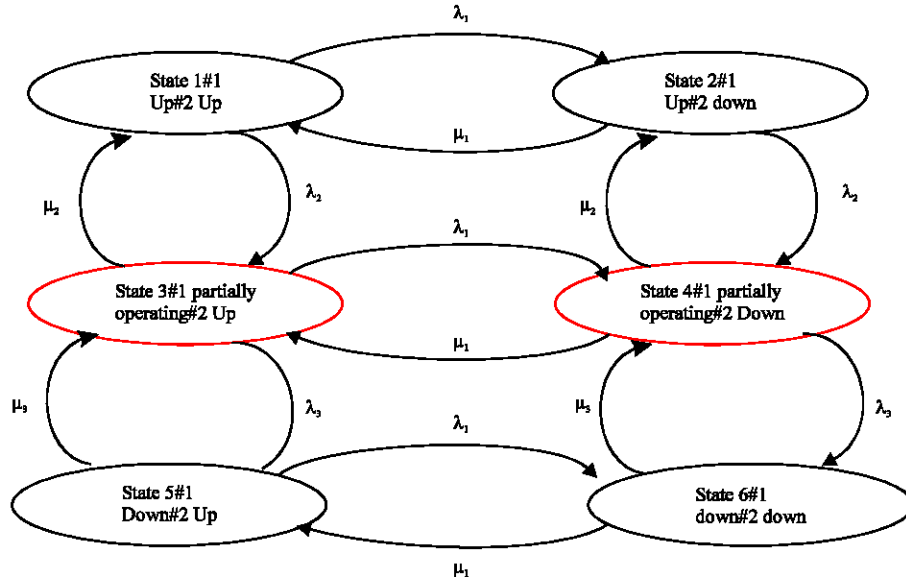 λ₁
State 1#1
Up#2 Up
State 2#1
Up#2 down
μ₁
μ₂
λ₂
μ₂
λ₂
λ₁
State 3#1 partially
operating#2 Up
State 4#1 partially
operating#2 Down
μ₁
μ₃
λ₃
λ₁
μ₃
λ₃
State 5#1
Down#2 Up
State 6#1
down#2 down
μ₁